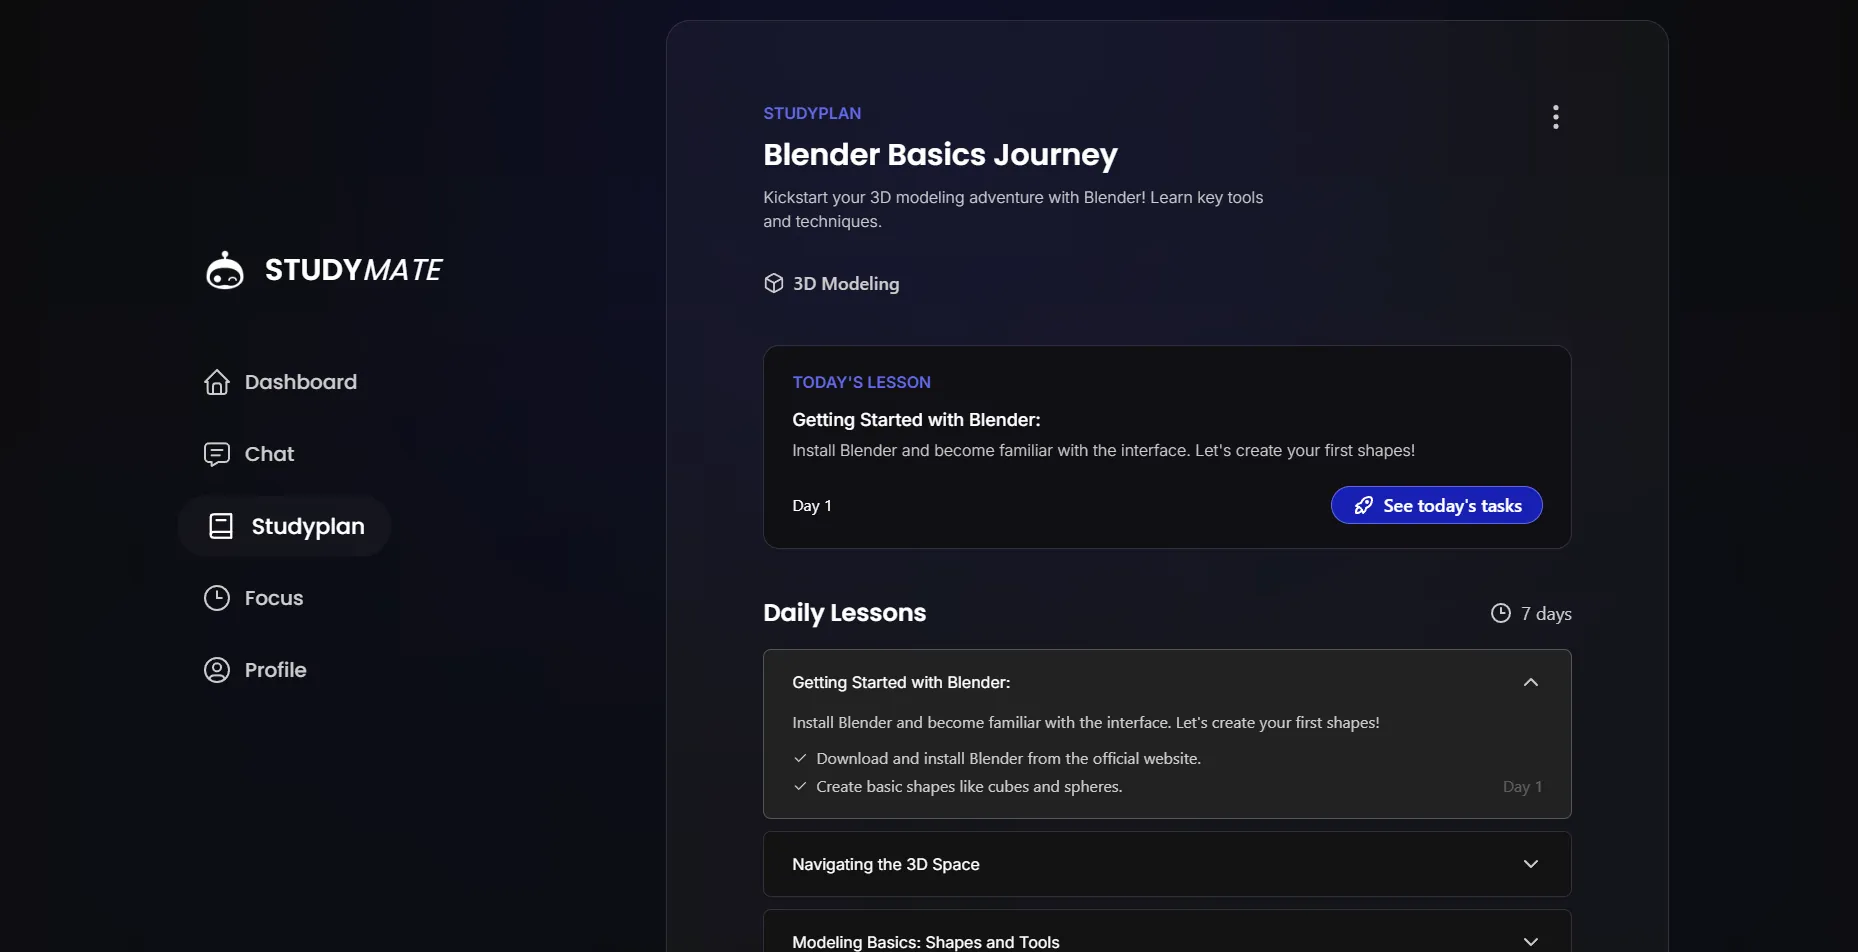 STUDYMATE
Dashboard
Chat
Studyplan
Focus
Profile
STUDYPLAN
Blender Basics Journey
Kickstart your 3D modeling adventure with Blender! Learn key tools
and techniques.
3D Modeling
TODAY'S LESSON
Getting Started with Blender:
Install Blender and become familiar with the interface. Let's create your first shapes!
Day 1
See today's tasks
Daily Lessons
7 days
Getting Started with Blender:
Install Blender and become familiar with the interface. Let's create your first shapes!
Download and install Blender from the official website.
Create basic shapes like cubes and spheres.
Day 1
Navigating the 3D Space
Modeling Basics: Shapes and Tools